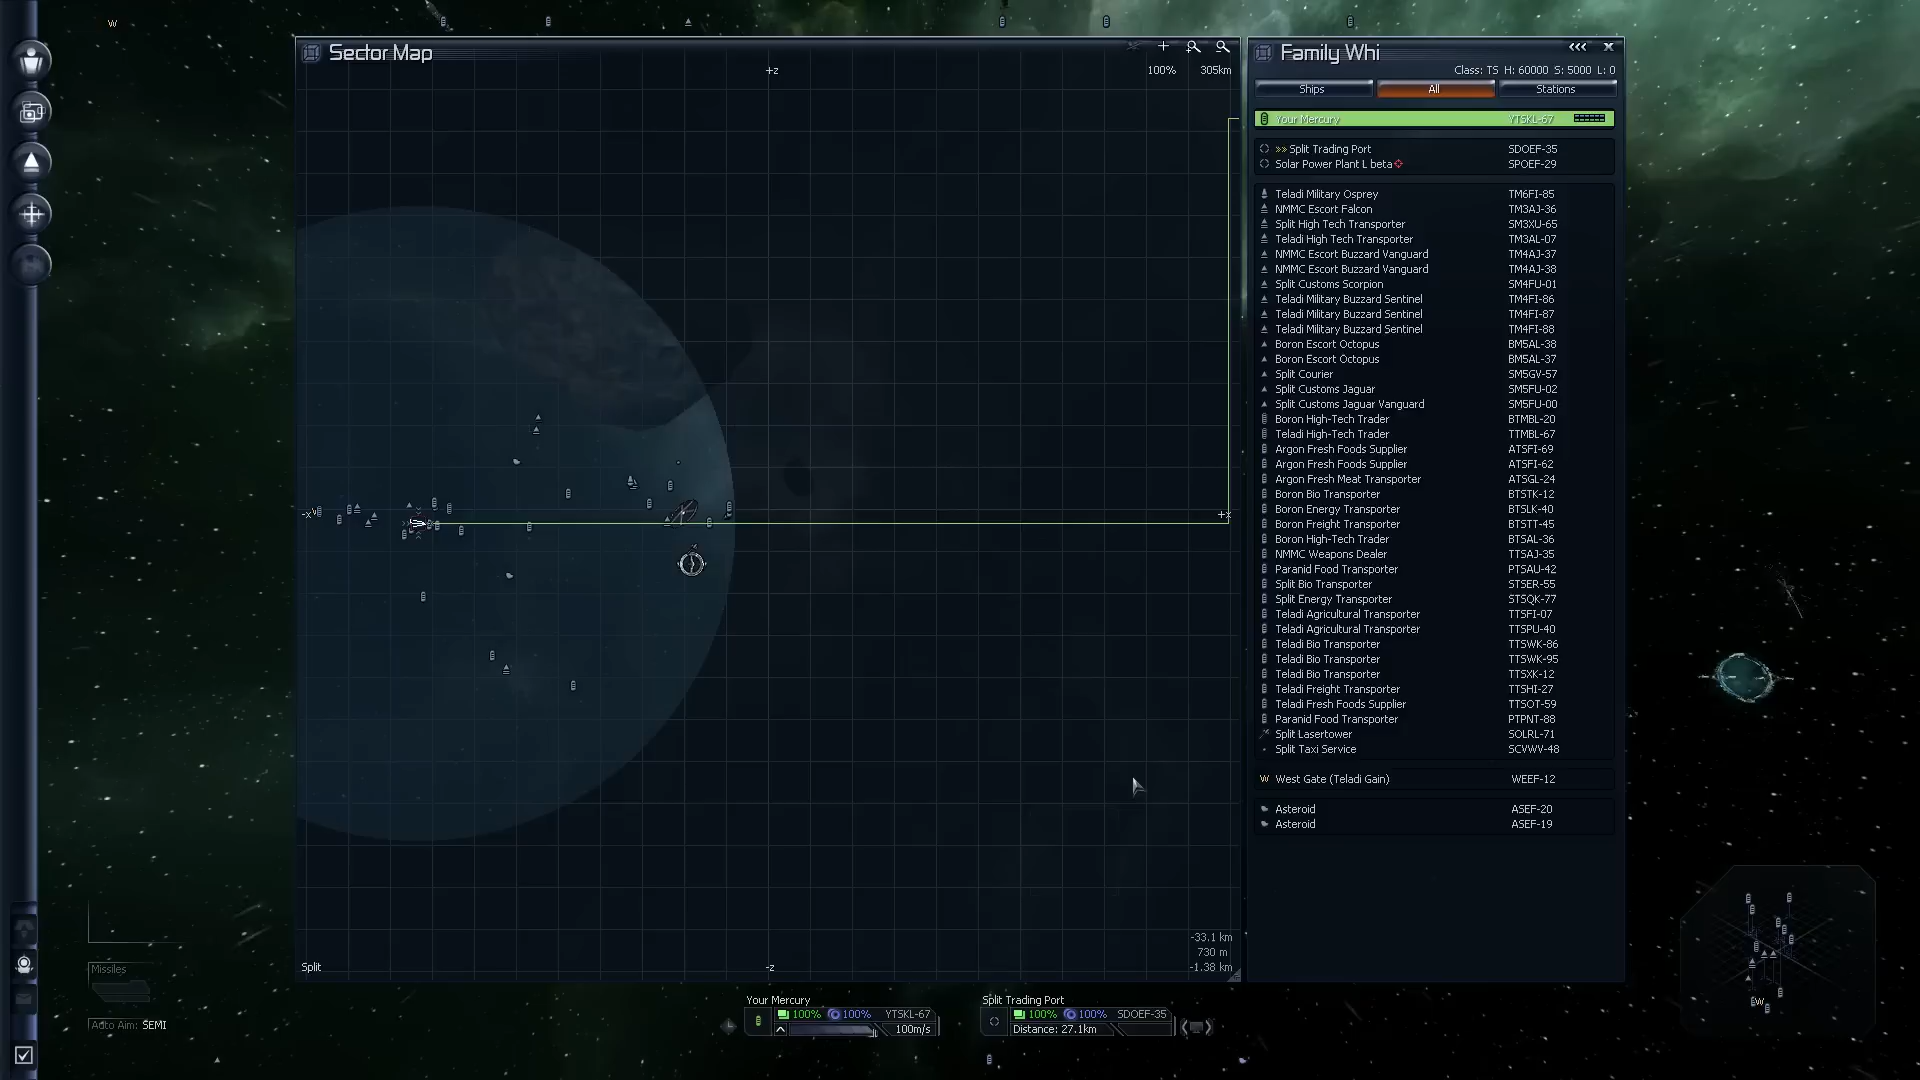 W
Sector Map
+z
100%
305km
-x
W
+x
-33.1 km
730 m
-1.38 km
Split
-z
Family Whi
Class: TS H: 60000 S: 5000 L: 0
Ships
All
Stations
Your Mercury YTSKL-67
>> Split Trading Port SDOEF-35
Solar Power Plant L beta SPOEF-29
Teladi Military Osprey TM6FI-85
NMMC Escort Falcon TM3AJ-36
Split High Tech Transporter SM3XU-65
Teladi High Tech Transporter TM3AL-07
NMMC Escort Buzzard Vanguard TM4AJ-37
NMMC Escort Buzzard Vanguard TM4AJ-38
Split Customs Scorpion SM4FU-01
Teladi Military Buzzard Sentinel TM4FI-86
Teladi Military Buzzard Sentinel TM4FI-87
Teladi Military Buzzard Sentinel TM4FI-88
Boron Escort Octopus BM5AL-38
Boron Escort Octopus BM5AL-37
Split Courier SM5GV-57
Split Customs Jaguar SM5FU-02
Split Customs Jaguar Vanguard SM5FU-00
Boron High-Tech Trader BTMBL-20
Teladi High-Tech Trader TTMBL-67
Argon Fresh Foods Supplier ATSFI-69
Argon Fresh Foods Supplier ATSFI-62
Argon Fresh Meat Transporter ATSGL-24
Boron Bio Transporter BTSTK-12
Boron Energy Transporter BTSLK-40
Boron Freight Transporter BTSTT-45
Boron High-Tech Trader BTSAL-36
NMMC Weapons Dealer TTSAJ-35
Paranid Food Transporter PTSAU-42
Split Bio Transporter STSER-55
Split Energy Transporter STSQK-77
Teladi Agricultural Transporter TTSFI-07
Teladi Agricultural Transporter TTSPU-40
Teladi Bio Transporter TTSWK-86
Teladi Bio Transporter TTSWK-95
Teladi Bio Transporter TTSXK-12
Teladi Freight Transporter TTSHI-27
Teladi Fresh Foods Supplier TTSOT-59
Paranid Food Transporter PTPNT-88
Split Lasertower SOLRL-71
Split Taxi Service SCVWV-48
W West Gate (Teladi Gain) WEEF-12
Asteroid ASEF-20
Asteroid ASEF-19
Missiles
Auto Aim: SEMI
Your Mercury
100% 100% YTSKL-67
100m/s
Split Trading Port
100% 100% SDOEF-35
Distance: 27.1km
W